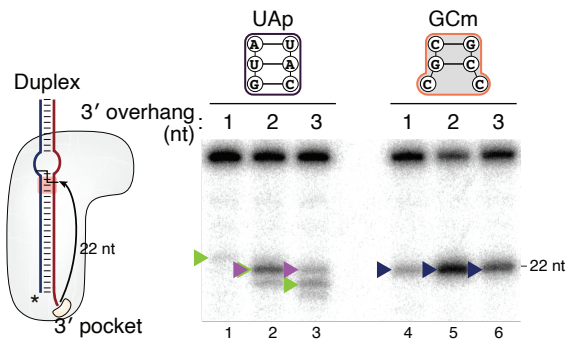 UAp
GCm
A U
U A
G C
C G
G C
C C
Duplex
3′ overhang
(nt) :
1 2 3
1 2 3
22 nt
22 nt
*
3′ pocket
1 2 3
4 5 6